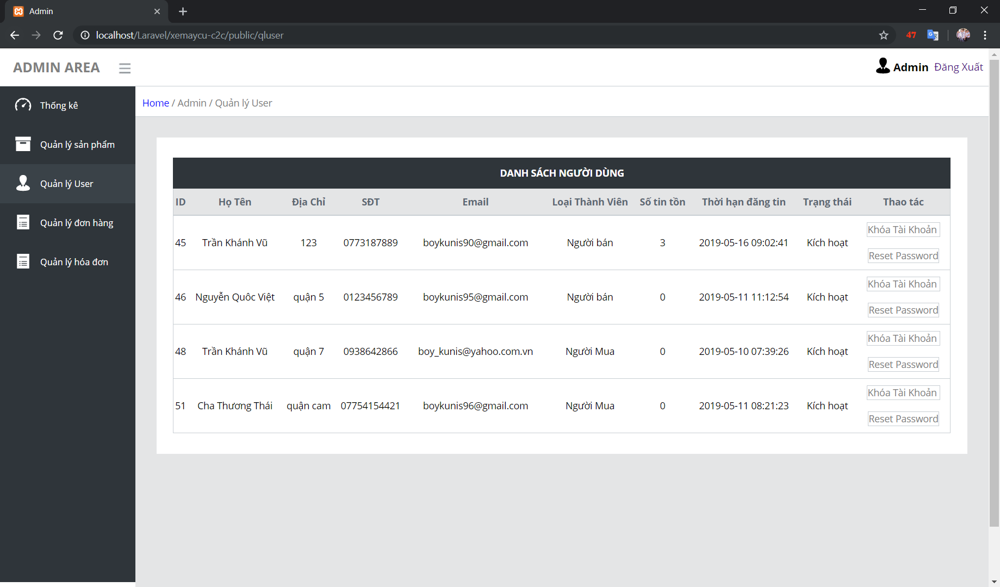 Admin
localhost/Laravel/xemaycu-c2c/public/qluser
47
ADMIN AREA
Admin Đăng Xuất
Thống kê
Quản lý sản phẩm
Quản lý User
Quản lý đơn hàng
Quản lý hóa đơn
Home / Admin / Quản lý User
DANH SÁCH NGƯỜI DÙNG
ID Họ Tên Địa Chỉ SĐT Email Loại Thành Viên Số tin tồn Thời hạn đăng tin Trạng thái Thao tác
45 Trần Khánh Vũ 123 0773187889 boykunis90@gmail.com Người bán 3 2019-05-16 09:02:41 Kích hoạt Khóa Tài Khoản
Reset Password
46 Nguyễn Quôc Việt quận 5 0123456789 boykunis95@gmail.com Người bán 0 2019-05-11 11:12:54 Kích hoạt Khóa Tài Khoản
Reset Password
48 Trần Khánh Vũ quận 7 0938642866 boy_kunis@yahoo.com.vn Người Mua 0 2019-05-10 07:39:26 Kích hoạt Khóa Tài Khoản
Reset Password
51 Cha Thương Thái quận cam 07754154421 boykunis96@gmail.com Người Mua 0 2019-05-11 08:21:23 Kích hoạt Khóa Tài Khoản
Reset Password